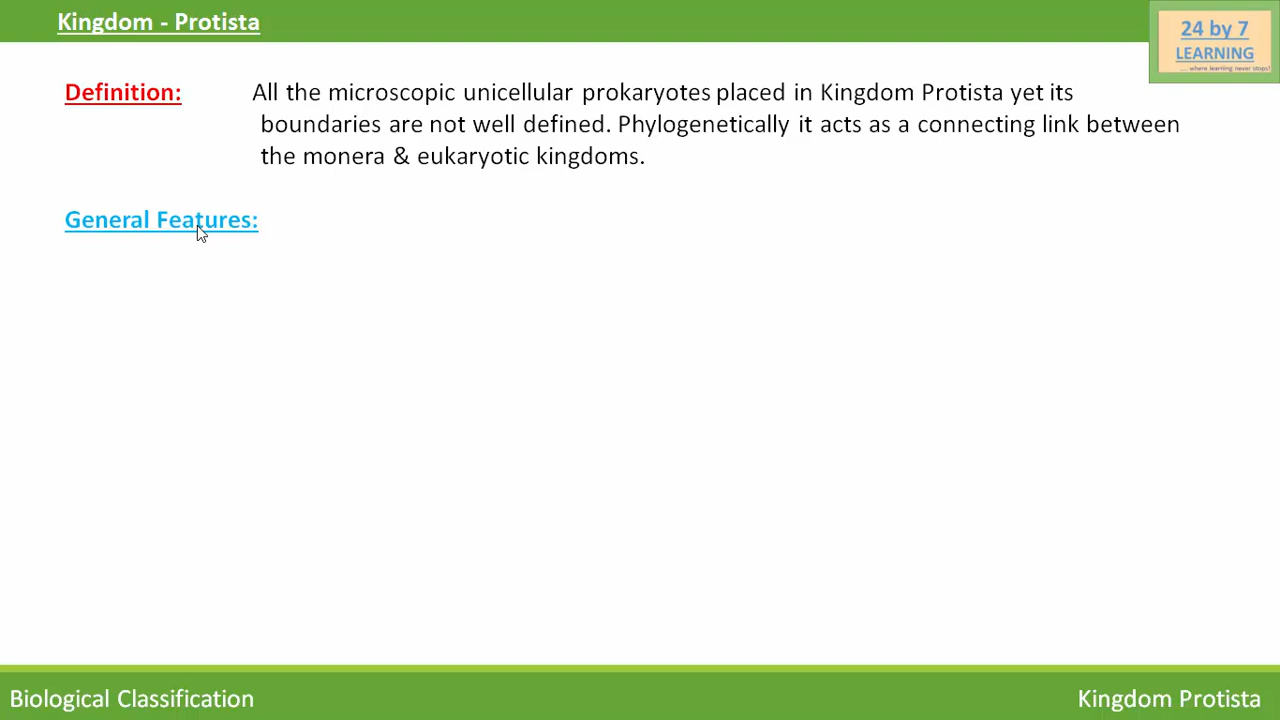 Kingdom - Protista
24 by 7
LEARNING
.... where learning never stops!
Definition: All the microscopic unicellular prokaryotes placed in Kingdom Protista yet its
boundaries are not well defined. Phylogenetically it acts as a connecting link between
the monera & eukaryotic kingdoms.
General Features:
Biological Classification
Kingdom Protista